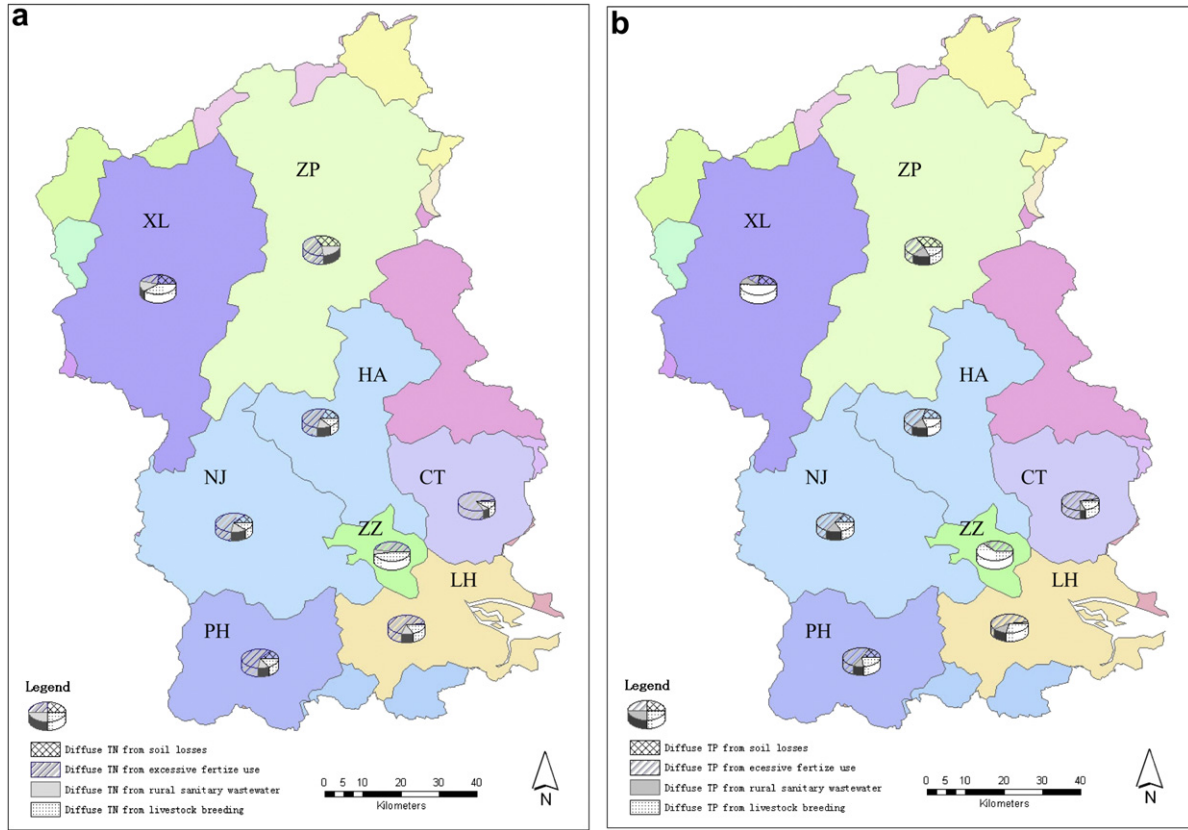 a
ZP
XL
HA
NJ
CT
ZZ
LH
PH
Legend
Diffuse TN from soil losses
Diffuse TN from excessive fertize use
Diffuse TN from rural sanitary wastewater
Diffuse TN from livestock breeding
0 5 10 20 30 40
Kilometers
N
b
ZP
XL
HA
NJ
CT
ZZ
LH
PH
Legend
Diffuse TP from soil losses
Diffuse TP from ecessive fertize use
Diffuse TP from rural sanitary wastewater
Diffuse TP from livestock breeding
0 5 10 20 30 40
Kilometers
N